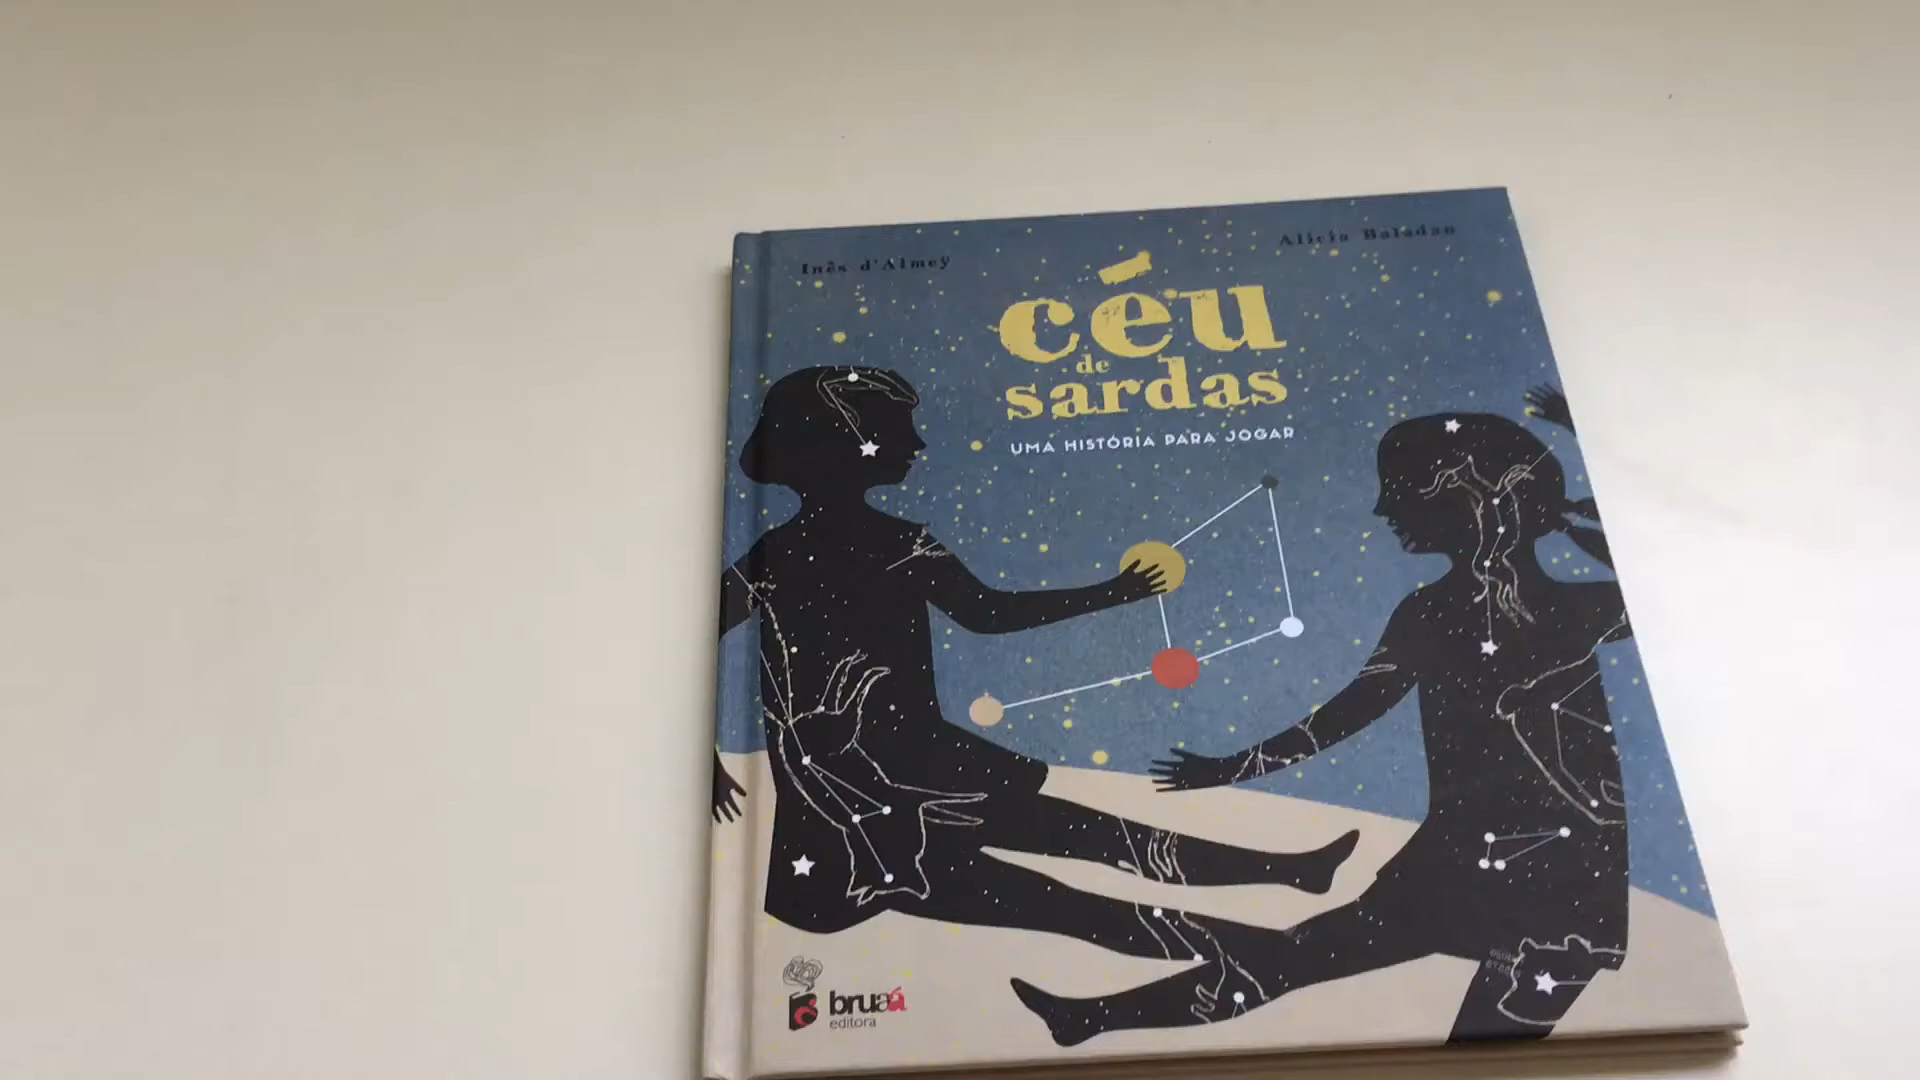 Inês d'Almeÿ
Alicia Baladan
céu
de
sardas
UMA HISTÓRIA PARA JOGAR
bruaá
editora